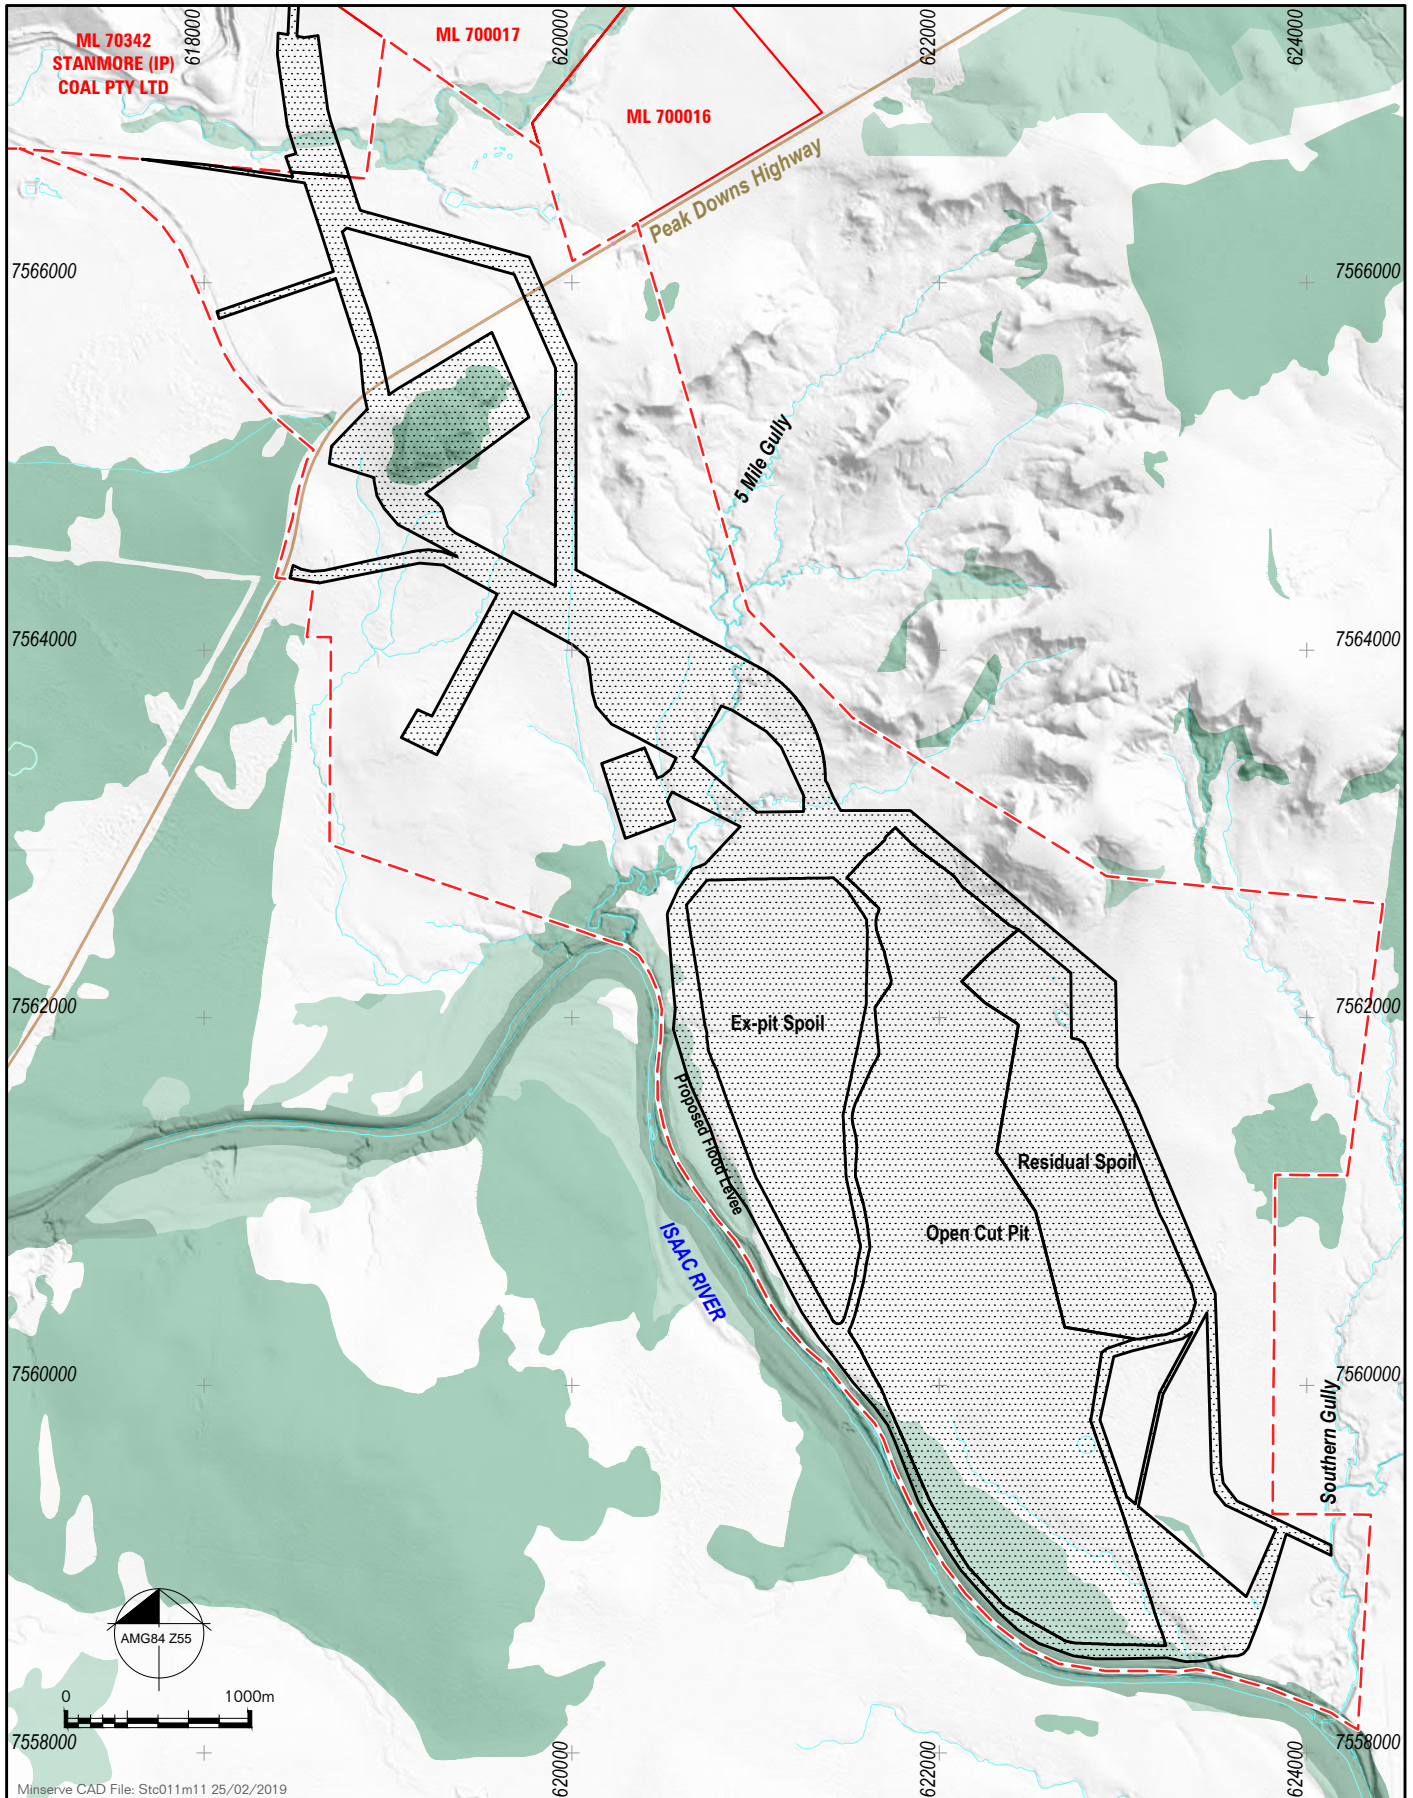 618000
620000
622000
624000
ML 70342
STANMORE (IP)
COAL PTY LTD
ML 700017
ML 700016
Peak Downs Highway
7566000
7566000
5 Mile Gully
7564000
7564000
7562000
7562000
Ex-pit Spoil
Proposed Flood Levee
Residual Spoil
Open Cut Pit
ISAAC RIVER
7560000
7560000
Southern Gully
AMG84 Z55
0 1000m
7558000
7558000
620000
622000
624000
Minserve CAD File: Stc011m11 25/02/2019